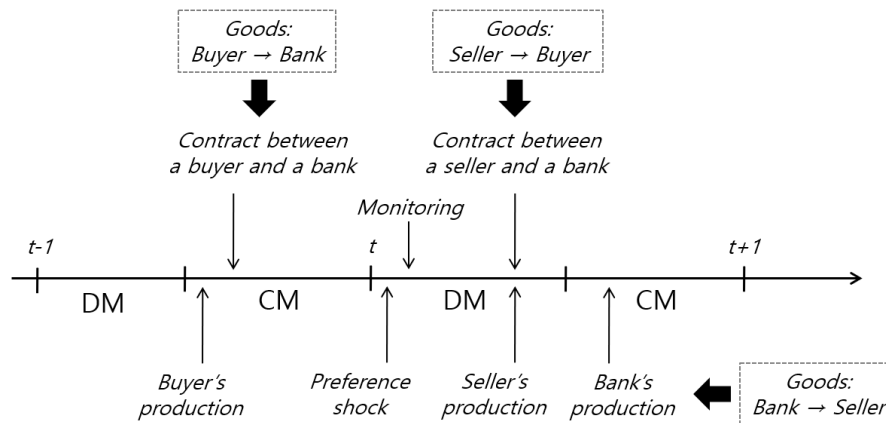 Goods:
Buyer → Bank
Goods:
Seller → Buyer
Contract between
a buyer and a bank
Contract between
a seller and a bank
Monitoring
t-1
t
t+1
DM
CM
DM
CM
Buyer's
production
Preference
shock
Seller's
production
Bank's
production
Goods:
Bank → Seller